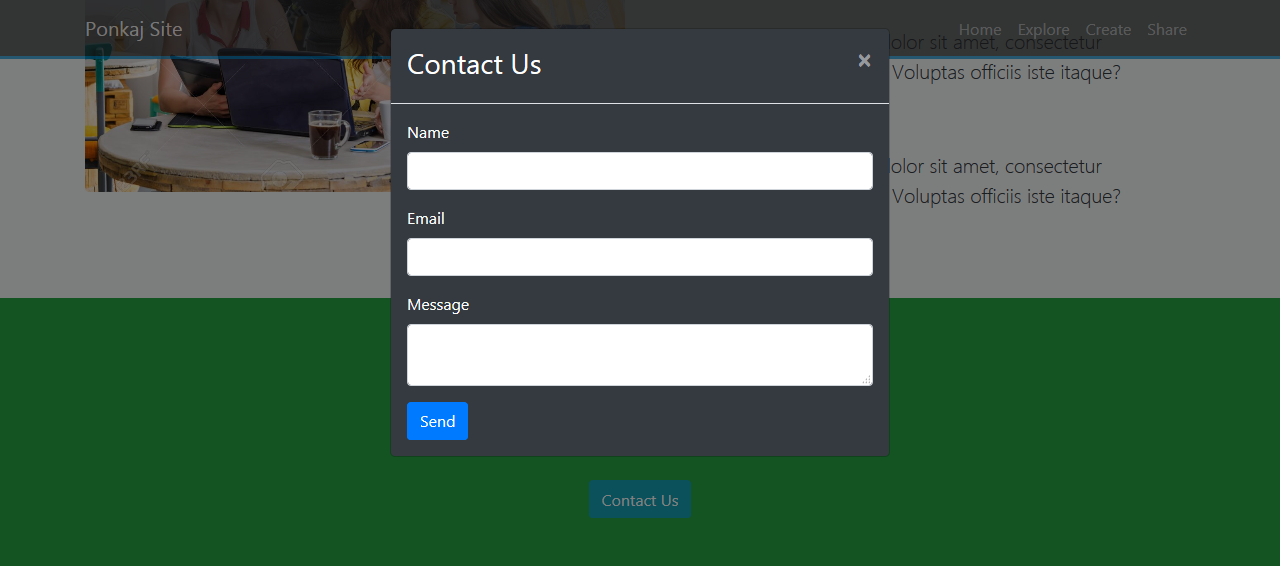 Ponkaj Site
Home Explore Create Share
Contact Us
×
olor sit amet, consectetur
Voluptas officiis iste itaque?
Name
dolor sit amet, consectetur
Voluptas officiis iste itaque?
Email
Message
Send
Contact Us